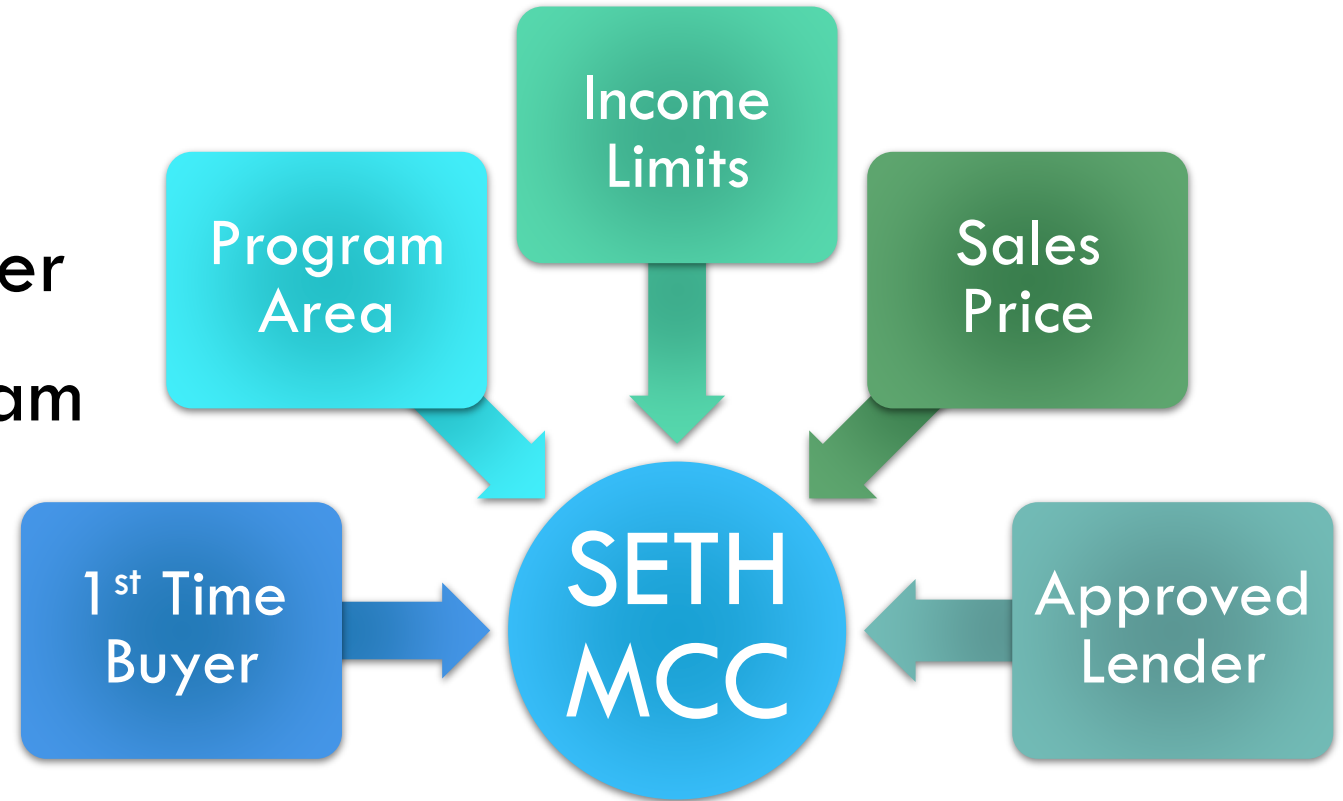 Income
Limits
Program
Area
Sales
Price
er
am
1st Time
Buyer
SETH
MCC
Approved
Lender